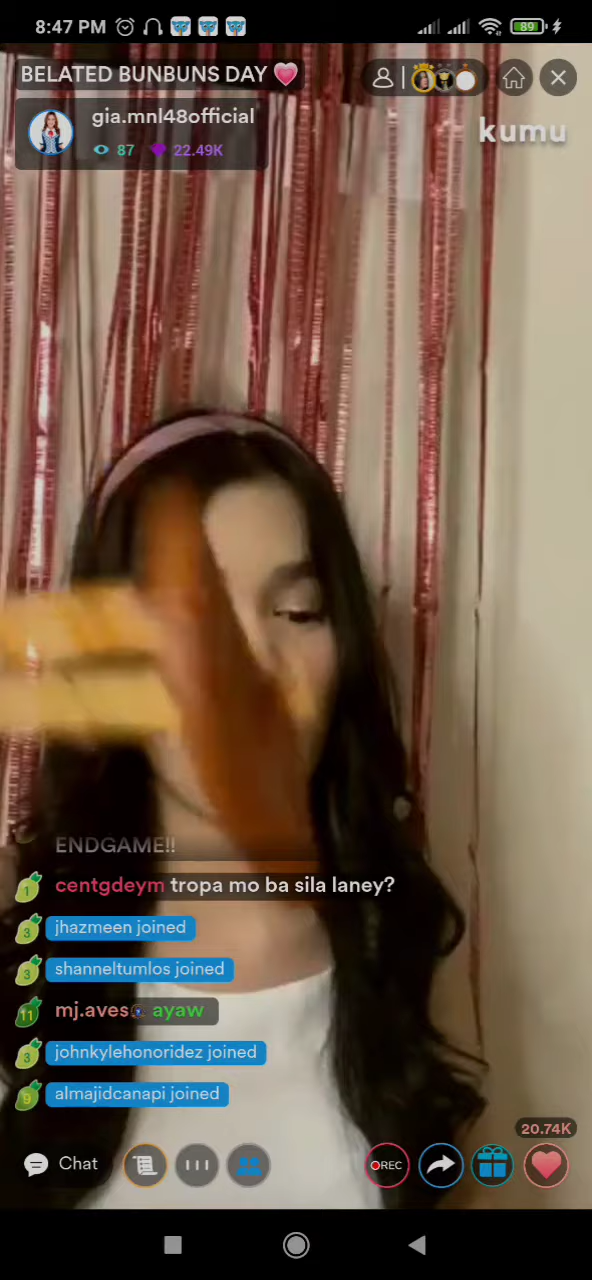 8:47 PM
89
BELATED BUNBUNS DAY
gia.mnl48official
87 22.49K
kumu
ENDGAME!!
1 centgdeym tropa mo ba sila laney?
3 jhazmeen joined
3 shanneltumlos joined
11 mj.aves ayaw
3 johnkylehonoridez joined
9 almajidcanapi joined
20.74K
Chat
REC